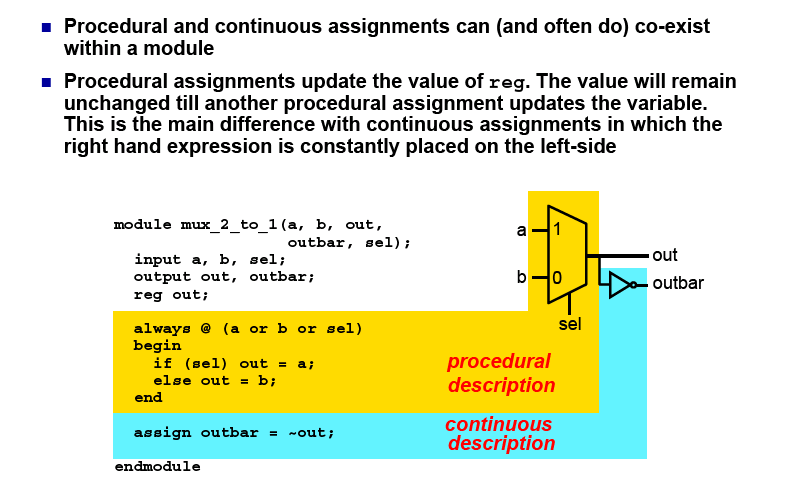 Procedural and continuous assignments can (and often do) co-exist
within a module
Procedural assignments update the value of reg. The value will remain
unchanged till another procedural assignment updates the variable.
This is the main difference with continuous assignments in which the
right hand expression is constantly placed on the left-side
module mux_2_to_1(a, b, out,
outbar, sel);
input a, b, sel;
output out, outbar;
reg out;
always @ (a or b or sel)
begin
if (sel) out = a;
else out = b;
end
assign outbar = ~out;
endmodule
procedural
description
continuous
description
a
1
b
0
sel
out
outbar